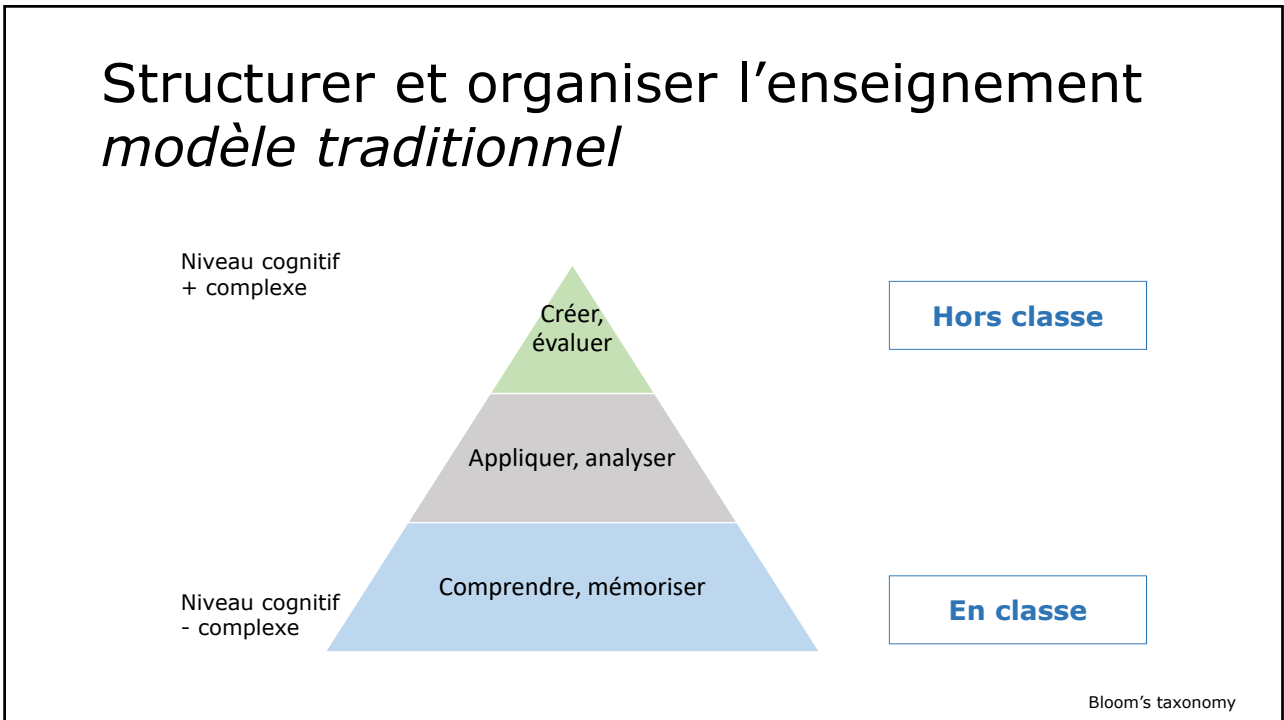 Structurer et organiser l’enseignement
modèle traditionnel
Niveau cognitif
+ complexe
Créer,
évaluer
Hors classe
Appliquer, analyser
Comprendre, mémoriser
Niveau cognitif
- complexe
En classe
Bloom’s taxonomy